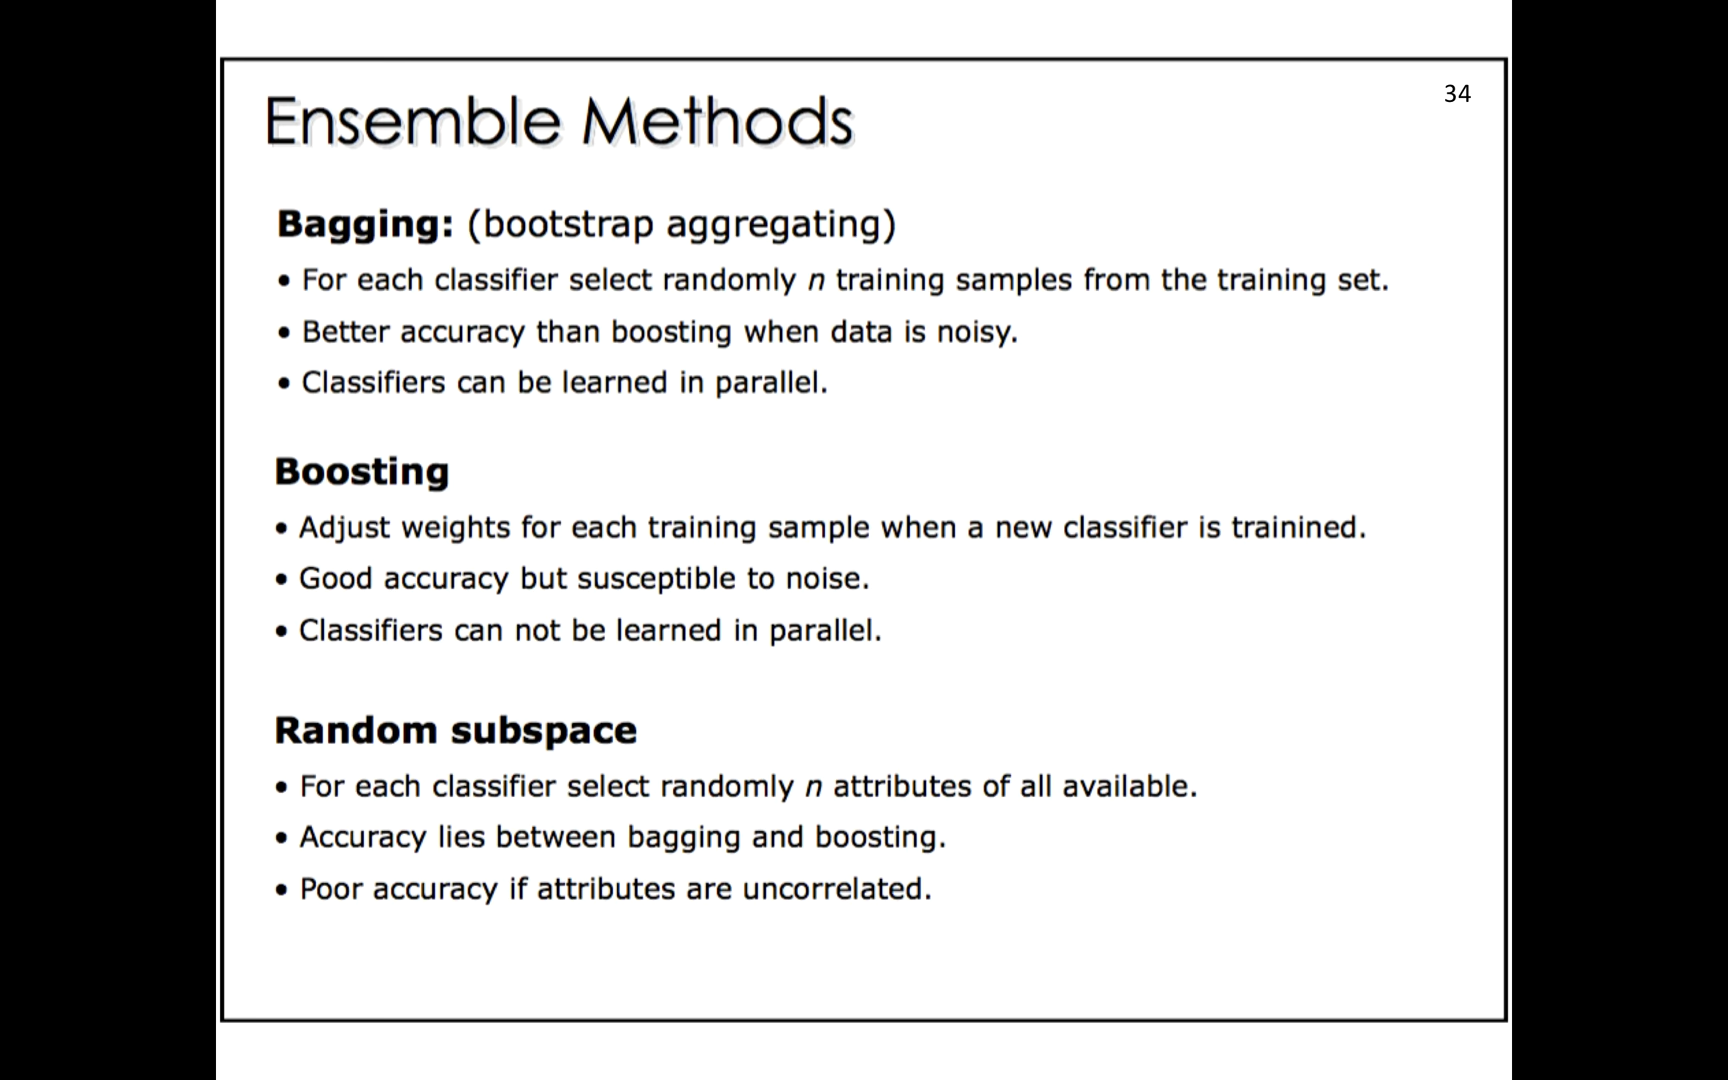 34
Ensemble Methods
Bagging: (bootstrap aggregating)
• For each classifier select randomly n training samples from the training set.
• Better accuracy than boosting when data is noisy.
• Classifiers can be learned in parallel.
Boosting
• Adjust weights for each training sample when a new classifier is trainined.
• Good accuracy but susceptible to noise.
• Classifiers can not be learned in parallel.
Random subspace
• For each classifier select randomly n attributes of all available.
• Accuracy lies between bagging and boosting.
• Poor accuracy if attributes are uncorrelated.